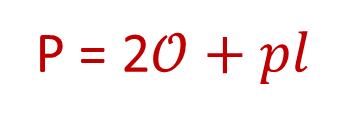 P = 2𝒪 + 𝑝𝑙